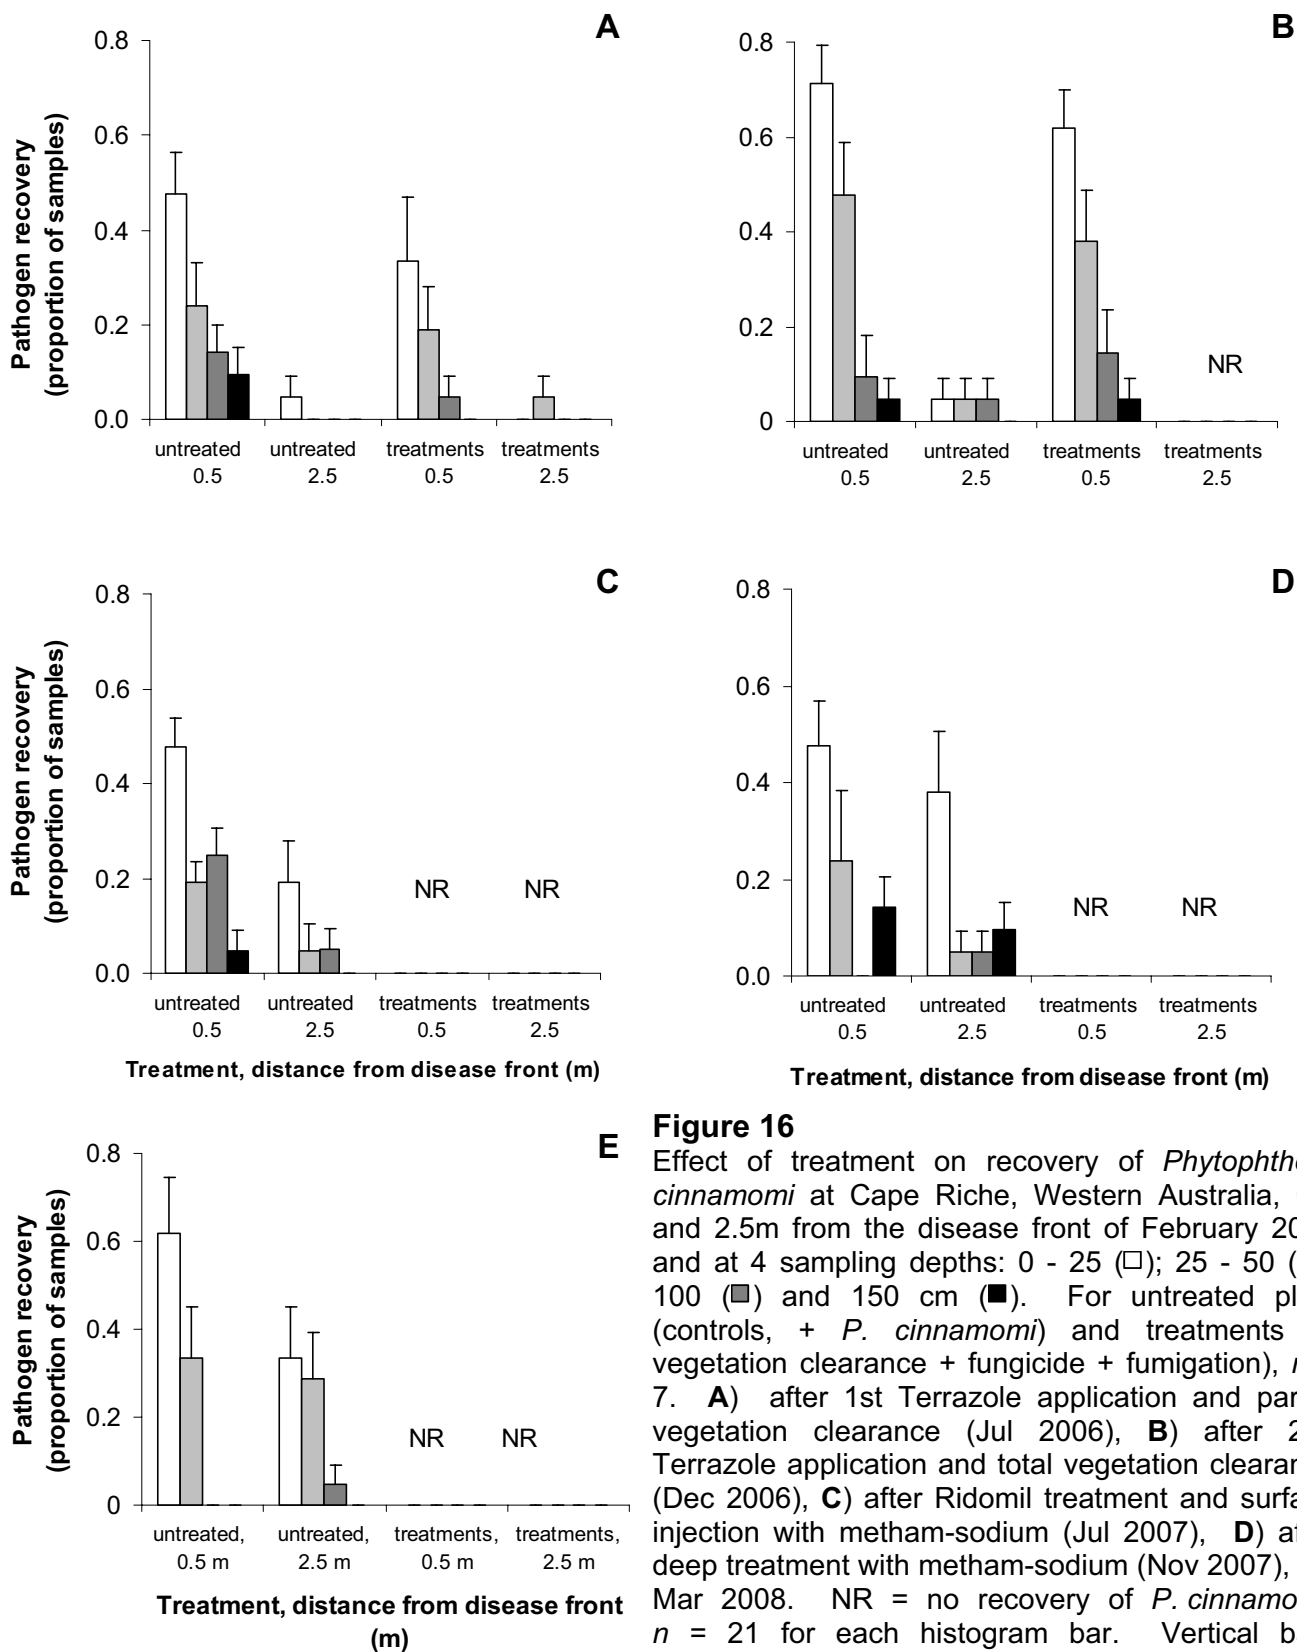 A
Pathogen recovery
(proportion of samples)
0.8
0.6
0.4
0.2
0.0
untreated untreated treatments treatments
0.5 2.5 0.5 2.5
B
0.8
0.6
0.4
0.2
0
NR
untreated untreated treatments treatments
0.5 2.5 0.5 2.5
C
Pathogen recovery
(proportion of samples)
0.8
0.6
0.4
0.2
0.0
NR NR
untreated untreated treatments treatments
0.5 2.5 0.5 2.5
Treatment, distance from disease front (m)
D
0.8
0.6
0.4
0.2
0.0
NR NR
untreated untreated treatments treatments
0.5 2.5 0.5 2.5
Treatment, distance from disease front (m)
E
Pathogen recovery
(proportion of samples)
0.8
0.6
0.4
0.2
0
NR NR
untreated, untreated, treatments, treatments,
0.5 m 2.5 m 0.5 m 2.5 m
Treatment, distance from disease front
(m)
Figure 16
Effect of treatment on recovery of
cinnamomi at Cape Riche, Western Australia,
and 2.5m from the disease front of February
and at 4 sampling depths: 0 - 25 (□); 25 - 50 (
100 (■) and 150 cm (■). For untreated
(controls, + P. cinnamomi) and treatments
vegetation clearance + fungicide + fumigation),
7. A) after 1st Terrazole application and
vegetation clearance (Jul 2006), B) after
Terrazole application and total vegetation
(Dec 2006), C) after Ridomil treatment and
injection with metham-sodium (Jul 2007), D)
deep treatment with metham-sodium (Nov 2007),
Mar 2008. NR = no recovery of P.
n = 21 for each histogram bar. Vertical